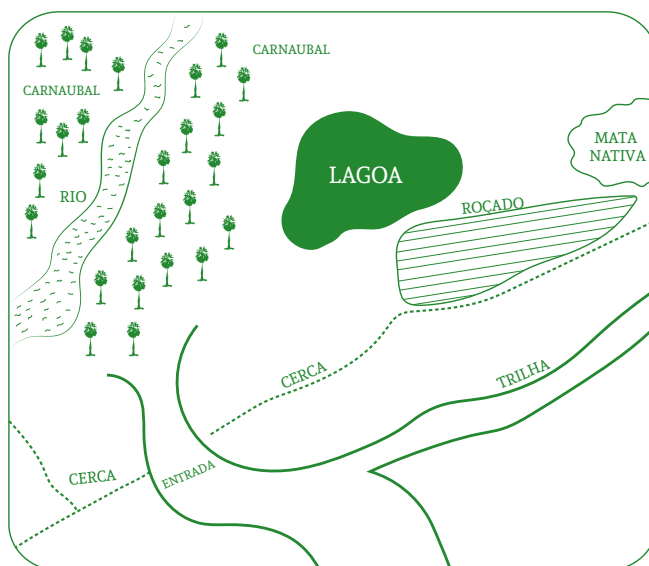 CARNAUBAL
CARNAUBAL
LAGOA
MATA
NATIVA
RIO
ROÇADO
CERCA
TRILHA
CERCA
ENTRADA